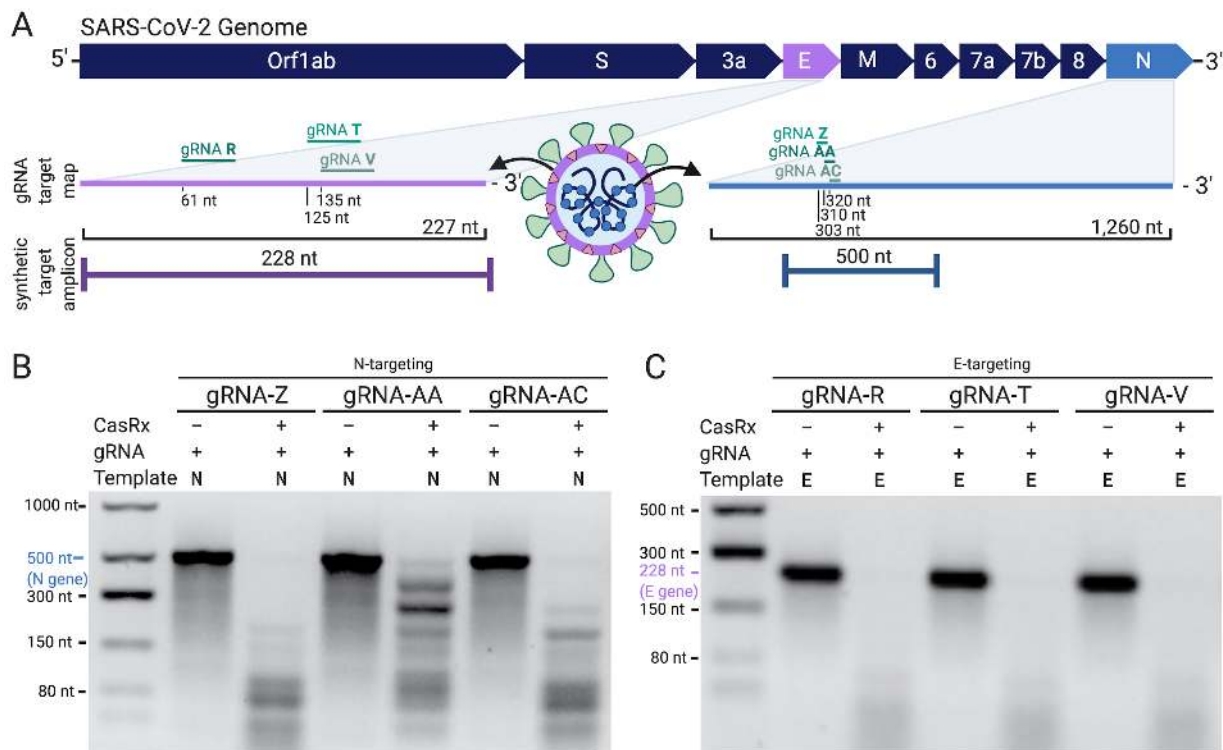 A
SARS-CoV-2 Genome
5' Orf1ab S 3a E M 6 7a 7b 8 N 3'
gRNA target map
gRNA R
gRNA T
gRNA V
- 3'
61 nt
135 nt
125 nt
227 nt
gRNA Z
gRNA AA
gRNA AC
- 3'
320 nt
310 nt
303 nt
1,260 nt
synthetic target amplicon
228 nt
500 nt
B
N-targeting
gRNA-Z gRNA-AA gRNA-AC
CasRx – + – + – +
gRNA + + + + + +
Template N N N N N N
1000 nt
500 nt
(N gene)
300 nt
150 nt
80 nt
C
E-targeting
gRNA-R gRNA-T gRNA-V
CasRx – + – + – +
gRNA + + + + + +
Template E E E E E E
500 nt
300 nt
228 nt
(E gene)
150 nt
80 nt